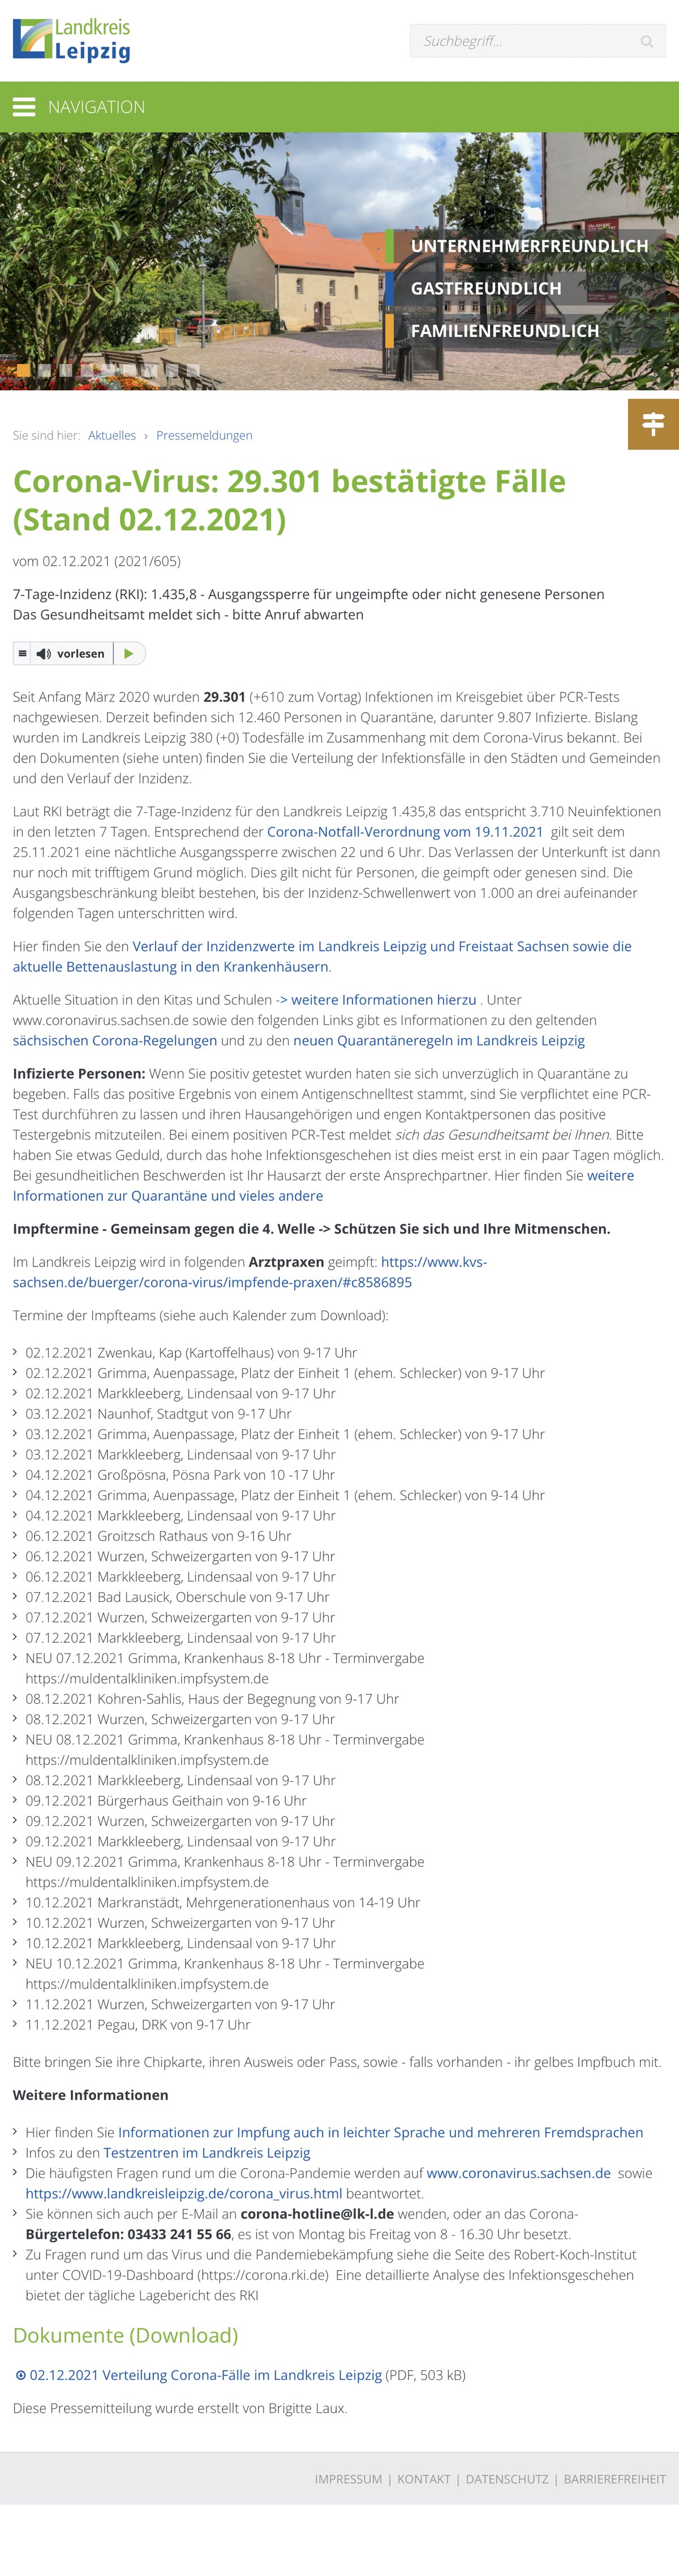 Landkreis
Leipzig
Suchbegriff...
NAVIGATION
UNTERNEHMERFREUNDLICH
GASTFREUNDLICH
FAMILIENFREUNDLICH
Sie sind hier: Aktuelles › Pressemeldungen
Corona-Virus: 29.301 bestätigte Fälle
(Stand 02.12.2021)
vom 02.12.2021 (2021/605)
7-Tage-Inzidenz (RKI): 1.435,8 - Ausgangssperre für ungeimpfte oder nicht genesene Personen
Das Gesundheitsamt meldet sich - bitte Anruf abwarten
vorlesen
Seit Anfang März 2020 wurden 29.301 (+610 zum Vortag) Infektionen im Kreisgebiet über PCR-Tests
nachgewiesen. Derzeit befinden sich 12.460 Personen in Quarantäne, darunter 9.807 Infizierte. Bislang
wurden im Landkreis Leipzig 380 (+0) Todesfälle im Zusammenhang mit dem Corona-Virus bekannt. Bei
den Dokumenten (siehe unten) finden Sie die Verteilung der Infektionsfälle in den Städten und Gemeinden
und den Verlauf der Inzidenz.
Laut RKI beträgt die 7-Tage-Inzidenz für den Landkreis Leipzig 1.435,8 das entspricht 3.710 Neuinfektionen
in den letzten 7 Tagen. Entsprechend der Corona-Notfall-Verordnung vom 19.11.2021 gilt seit dem
25.11.2021 eine nächtliche Ausgangssperre zwischen 22 und 6 Uhr. Das Verlassen der Unterkunft ist dann
nur noch mit trifftigem Grund möglich. Dies gilt nicht für Personen, die geimpft oder genesen sind. Die
Ausgangsbeschränkung bleibt bestehen, bis der Inzidenz-Schwellenwert von 1.000 an drei aufeinander
folgenden Tagen unterschritten wird.
Hier finden Sie den Verlauf der Inzidenzwerte im Landkreis Leipzig und Freistaat Sachsen sowie die
aktuelle Bettenauslastung in den Krankenhäusern.
Aktuelle Situation in den Kitas und Schulen -> weitere Informationen hierzu . Unter
www.coronavirus.sachsen.de sowie den folgenden Links gibt es Informationen zu den geltenden
sächsischen Corona-Regelungen und zu den neuen Quarantäneregeln im Landkreis Leipzig
Infizierte Personen: Wenn Sie positiv getestet wurden haten sie sich unverzüglich in Quarantäne zu
begeben. Falls das positive Ergebnis von einem Antigenschnelltest stammt, sind Sie verpflichtet eine PCR-
Test durchführen zu lassen und ihren Hausangehörigen und engen Kontaktpersonen das positive
Testergebnis mitzuteilen. Bei einem positiven PCR-Test meldet sich das Gesundheitsamt bei Ihnen. Bitte
haben Sie etwas Geduld, durch das hohe Infektionsgeschehen ist dies meist erst in ein paar Tagen möglich.
Bei gesundheitlichen Beschwerden ist Ihr Hausarzt der erste Ansprechpartner. Hier finden Sie weitere
Informationen zur Quarantäne und vieles andere
Impftermine - Gemeinsam gegen die 4. Welle -> Schützen Sie sich und Ihre Mitmenschen.
Im Landkreis Leipzig wird in folgenden Arztpraxen geimpft: https://www.kvs-
sachsen.de/buerger/corona-virus/impfende-praxen/#c8586895
Termine der Impfteams (siehe auch Kalender zum Download):
02.12.2021 Zwenkau, Kap (Kartoffelhaus) von 9-17 Uhr
02.12.2021 Grimma, Auenpassage, Platz der Einheit 1 (ehem. Schlecker) von 9-17 Uhr
02.12.2021 Markkleeberg, Lindensaal von 9-17 Uhr
03.12.2021 Naunhof, Stadtgut von 9-17 Uhr
03.12.2021 Grimma, Auenpassage, Platz der Einheit 1 (ehem. Schlecker) von 9-17 Uhr
03.12.2021 Markkleeberg, Lindensaal von 9-17 Uhr
04.12.2021 Großpösna, Pösna Park von 10 -17 Uhr
04.12.2021 Grimma, Auenpassage, Platz der Einheit 1 (ehem. Schlecker) von 9-14 Uhr
04.12.2021 Markkleeberg, Lindensaal von 9-17 Uhr
06.12.2021 Groitzsch Rathaus von 9-16 Uhr
06.12.2021 Wurzen, Schweizergarten von 9-17 Uhr
06.12.2021 Markkleeberg, Lindensaal von 9-17 Uhr
07.12.2021 Bad Lausick, Oberschule von 9-17 Uhr
07.12.2021 Wurzen, Schweizergarten von 9-17 Uhr
07.12.2021 Markkleeberg, Lindensaal von 9-17 Uhr
NEU 07.12.2021 Grimma, Krankenhaus 8-18 Uhr - Terminvergabe
https://muldentalkliniken.impfsystem.de
08.12.2021 Kohren-Sahlis, Haus der Begegnung von 9-17 Uhr
08.12.2021 Wurzen, Schweizergarten von 9-17 Uhr
NEU 08.12.2021 Grimma, Krankenhaus 8-18 Uhr - Terminvergabe
https://muldentalkliniken.impfsystem.de
08.12.2021 Markkleeberg, Lindensaal von 9-17 Uhr
09.12.2021 Bürgerhaus Geithain von 9-16 Uhr
09.12.2021 Wurzen, Schweizergarten von 9-17 Uhr
09.12.2021 Markkleeberg, Lindensaal von 9-17 Uhr
NEU 09.12.2021 Grimma, Krankenhaus 8-18 Uhr - Terminvergabe
https://muldentalkliniken.impfsystem.de
10.12.2021 Markranstädt, Mehrgenerationenhaus von 14-19 Uhr
10.12.2021 Wurzen, Schweizergarten von 9-17 Uhr
10.12.2021 Markkleeberg, Lindensaal von 9-17 Uhr
NEU 10.12.2021 Grimma, Krankenhaus 8-18 Uhr - Terminvergabe
https://muldentalkliniken.impfsystem.de
11.12.2021 Wurzen, Schweizergarten von 9-17 Uhr
11.12.2021 Pegau, DRK von 9-17 Uhr
Bitte bringen Sie ihre Chipkarte, ihren Ausweis oder Pass, sowie - falls vorhanden - ihr gelbes Impfbuch mit.
Weitere Informationen
Hier finden Sie Informationen zur Impfung auch in leichter Sprache und mehreren Fremdsprachen
Infos zu den Testzentren im Landkreis Leipzig
Die häufigsten Fragen rund um die Corona-Pandemie werden auf www.coronavirus.sachsen.de sowie
https://www.landkreisleipzig.de/corona_virus.html beantwortet.
Sie können sich auch per E-Mail an corona-hotline@lk-l.de wenden, oder an das Corona-
Bürgertelefon: 03433 241 55 66, es ist von Montag bis Freitag von 8 - 16.30 Uhr besetzt.
Zu Fragen rund um das Virus und die Pandemiebekämpfung siehe die Seite des Robert-Koch-Institut
unter COVID-19-Dashboard (https://corona.rki.de) Eine detaillierte Analyse des Infektionsgeschehen
bietet der tägliche Lagebericht des RKI
Dokumente (Download)
02.12.2021 Verteilung Corona-Fälle im Landkreis Leipzig (PDF, 503 kB)
Diese Pressemitteilung wurde erstellt von Brigitte Laux.
IMPRESSUM | KONTAKT | DATENSCHUTZ | BARRIEREFREIHEIT